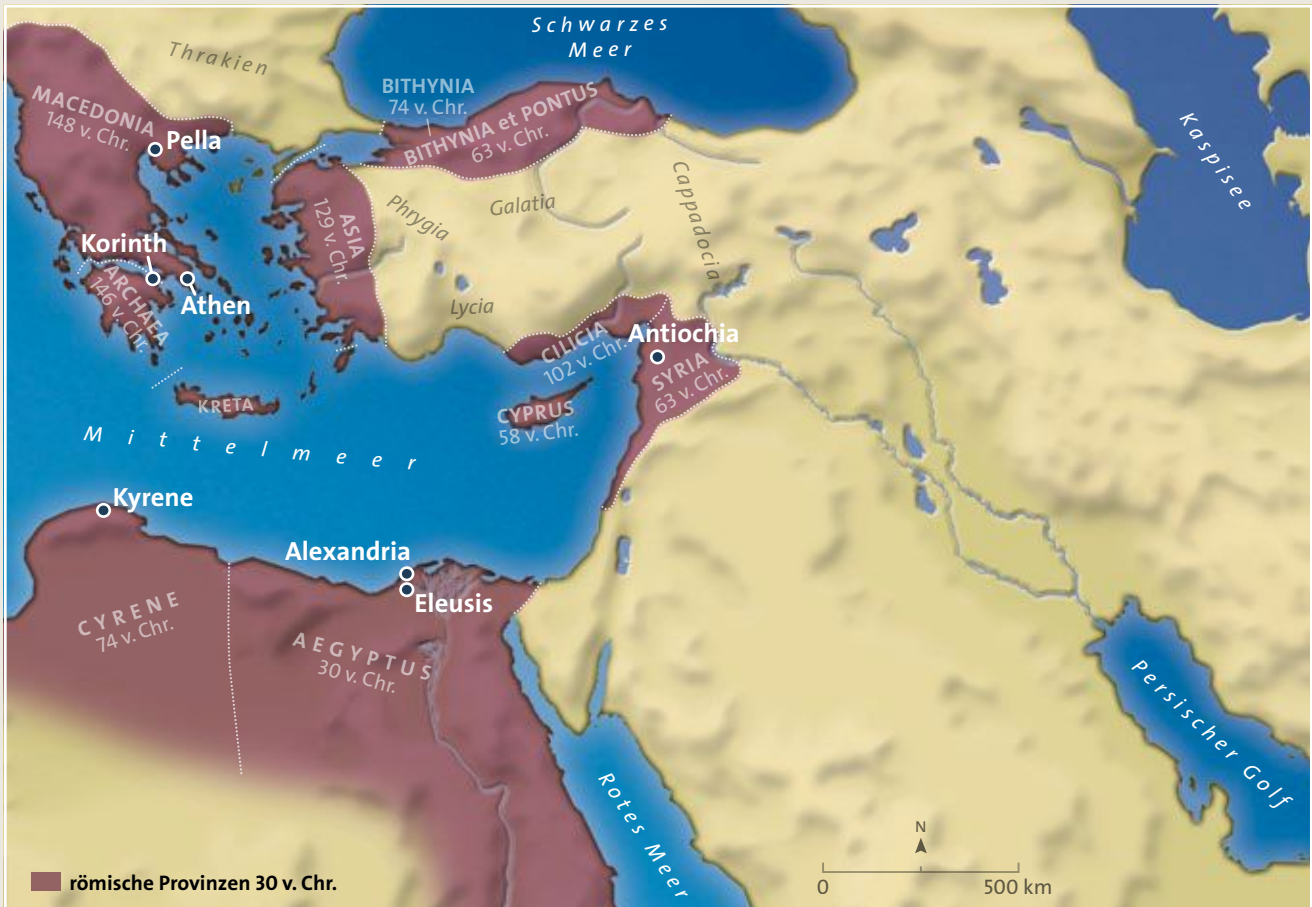 Schwarzes
Meer
Thrakien
BITHYNIA
74 v. Chr.
MACEDONIA
148 v. Chr.
BITHYNIA et PONTUS
63 v. Chr.
Pella
Kaspisee
Cappadocia
Phrygia
Galatia
ASIA
129 v. Chr.
Korinth
ARCHAEA
146 v. Chr.
Athen
Lycia
CILICIA
102 v. Chr.
Antiochia
SYRIA
63 v. Chr.
KRETA
CYPRUS
58 v. Chr.
Mittelmeer
Kyrene
Alexandria
Eleusis
CYRENE
74 v. Chr.
AEGYPTUS
30 v. Chr.
Persischer Golf
Rotes Meer
N
0 500 km
römische Provinzen 30 v. Chr.